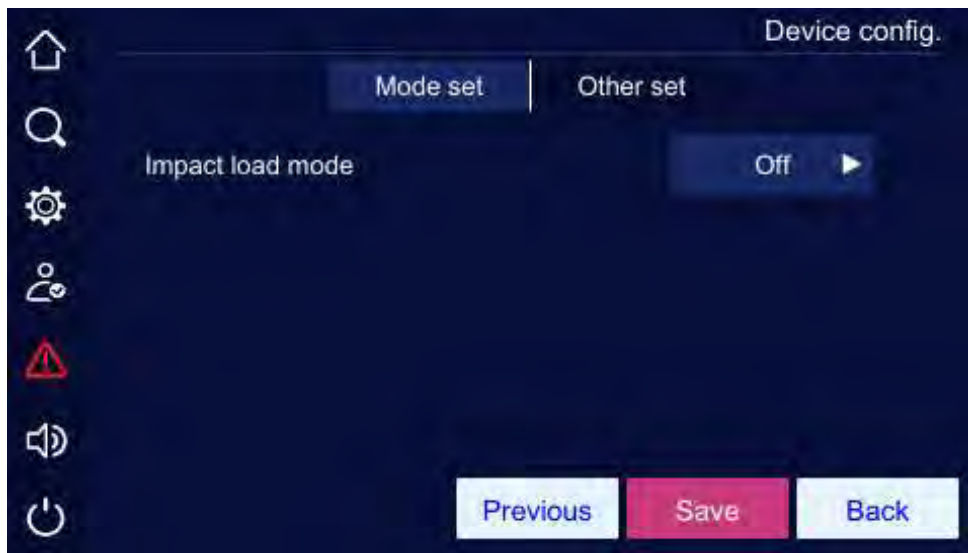 Device config.
Mode set Other set
Impact load mode Off
Previous Save Back